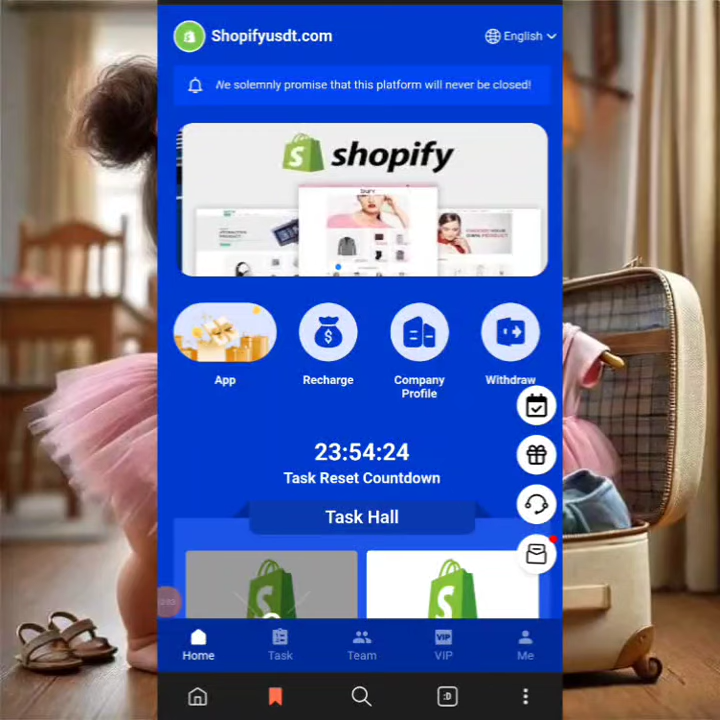 Shopifyusdt.com
English
We solemnly promise that this platform will never be closed!
shopify
App
Recharge
Company
Profile
Withdraw
23:54:24
Task Reset Countdown
Task Hall
Home
Task
Team
VIP
VIP
Me
:D